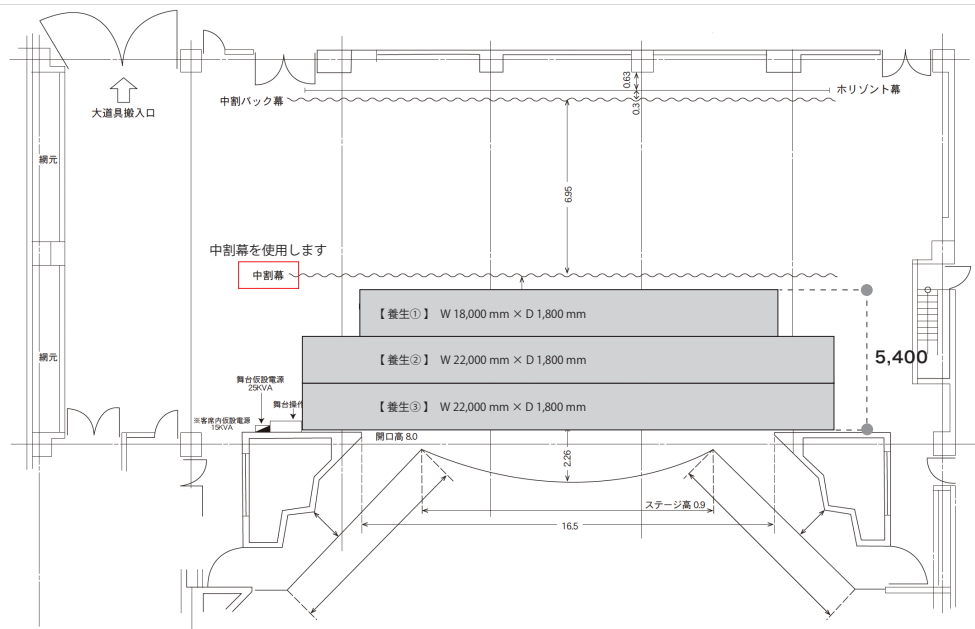 大道具搬入口
中割バック幕
ホリゾント幕
0.63
0.3
6.95
綱元
中割幕を使用します
中割幕
【養生①】 W 18,000 mm × D 1,800 mm
【養生②】 W 22,000 mm × D 1,800 mm
【養生③】 W 22,000 mm × D 1,800 mm
5,400
綱元
舞台仮設電源
25KVA
舞台操作
※客席内仮設電源
15KVA
開口高 8.0
2.26
ステージ高 0.9
16.5